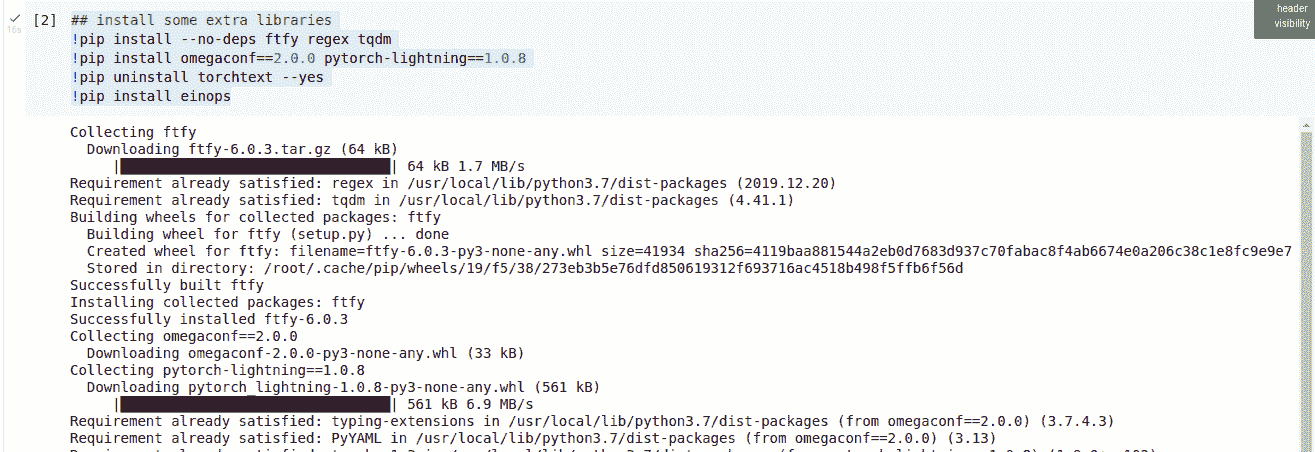 header
visibility
16s
[2] ## install some extra libraries
!pip install --no-deps ftfy regex tqdm
!pip install omegaconf==2.0.0 pytorch-lightning==1.0.8
!pip uninstall torchtext --yes
!pip install einops
Collecting ftfy
Downloading ftfy-6.0.3.tar.gz (64 kB)
64 kB 1.7 MB/s
Requirement already satisfied: regex in /usr/local/lib/python3.7/dist-packages (2019.12.20)
Requirement already satisfied: tqdm in /usr/local/lib/python3.7/dist-packages (4.41.1)
Building wheels for collected packages: ftfy
Building wheel for ftfy (setup.py) ... done
Created wheel for ftfy: filename=ftfy-6.0.3-py3-none-any.whl size=41934 sha256=4119baa881544a2eb0d7683d937c70fabac8f4ab6674e0a206c38c1e8fc9e9e7
Stored in directory: /root/.cache/pip/wheels/19/f5/38/273eb3b5e76dfd850619312f693716ac4518b498f5ffb6f56d
Successfully built ftfy
Installing collected packages: ftfy
Successfully installed ftfy-6.0.3
Collecting omegaconf==2.0.0
Downloading omegaconf-2.0.0-py3-none-any.whl (33 kB)
Collecting pytorch-lightning==1.0.8
Downloading pytorch_lightning-1.0.8-py3-none-any.whl (561 kB)
561 kB 6.9 MB/s
Requirement already satisfied: typing-extensions in /usr/local/lib/python3.7/dist-packages (from omegaconf==2.0.0) (3.7.4.3)
Requirement already satisfied: PyYAML in /usr/local/lib/python3.7/dist-packages (from omegaconf==2.0.0) (3.13)